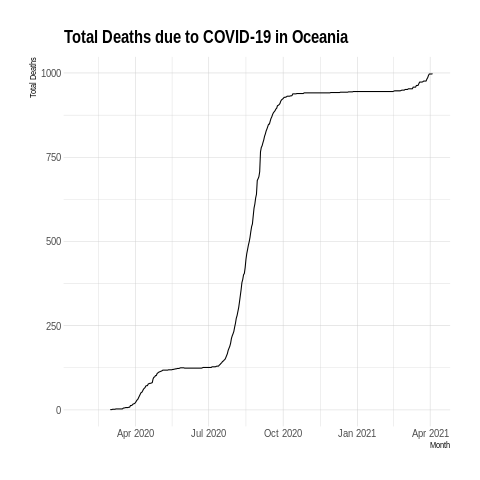 Total Deaths due to COVID-19 in Oceania
Total Deaths
1000
750
500
250
0
Apr 2020 Jul 2020 Oct 2020 Jan 2021 Apr 2021
Month